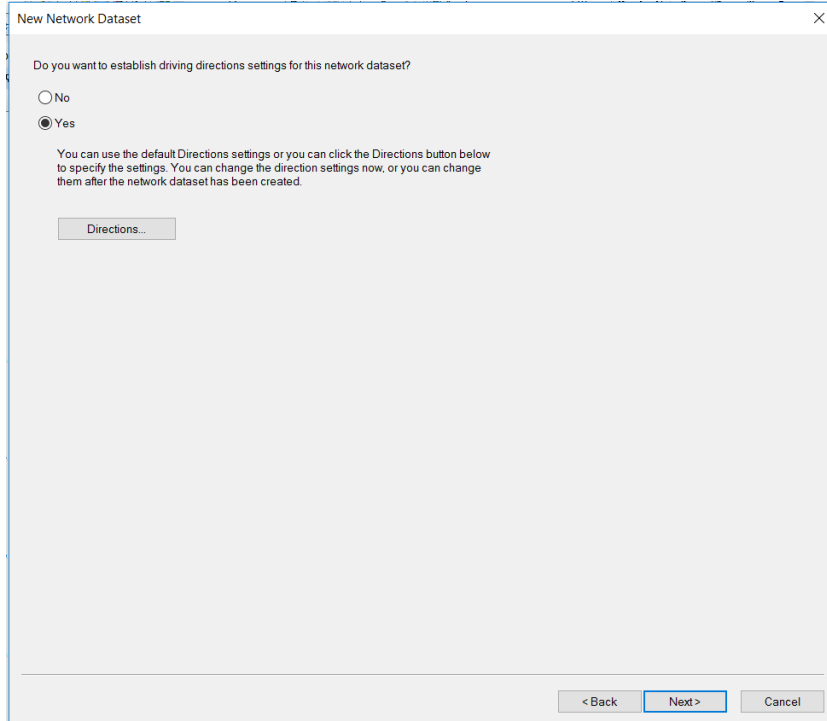 New Network Dataset
Do you want to establish driving directions settings for this network dataset?
No
Yes
You can use the default Directions settings or you can click the Directions button below
to specify the settings. You can change the direction settings now, or you can change
them after the network dataset has been created.
Directions...
< Back
Next >
Cancel